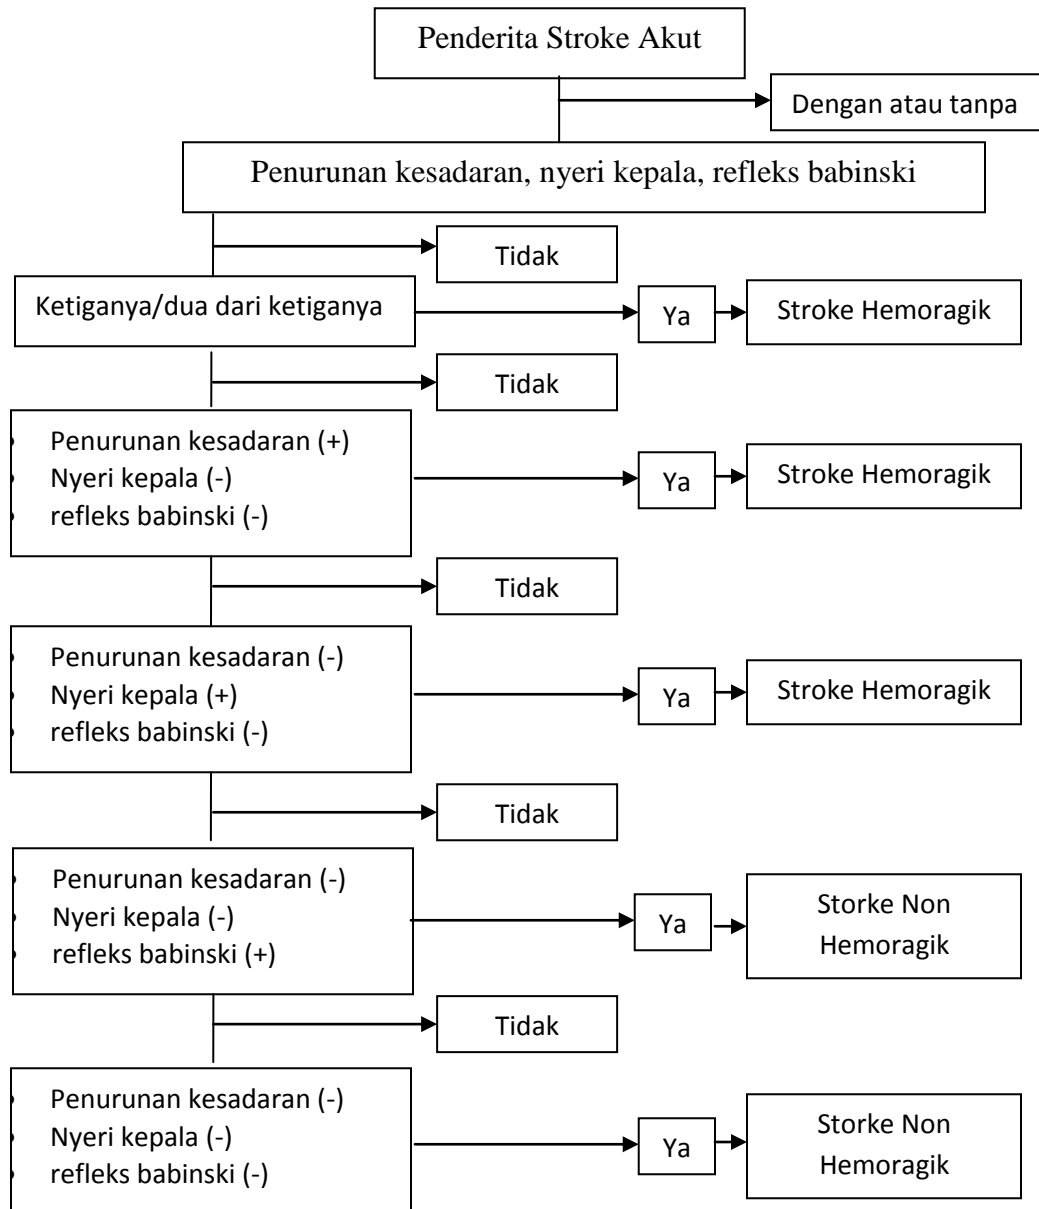 Penderita Stroke Akut
Dengan atau tanpa
Penurunan kesadaran, nyeri kepala, refleks babinski
Tidak
Ketiganya/dua dari ketiganya
Ya
Stroke Hemoragik
Tidak
Penurunan kesadaran (+)
Nyeri kepala (-)
refleks babinski (-)
Ya
Stroke Hemoragik
Tidak
Penurunan kesadaran (-)
Nyeri kepala (+)
refleks babinski (-)
Ya
Stroke Hemoragik
Tidak
Penurunan kesadaran (-)
Nyeri kepala (-)
refleks babinski (+)
Ya
Storke Non
Hemoragik
Tidak
Penurunan kesadaran (-)
Nyeri kepala (-)
refleks babinski (-)
Ya
Storke Non
Hemoragik